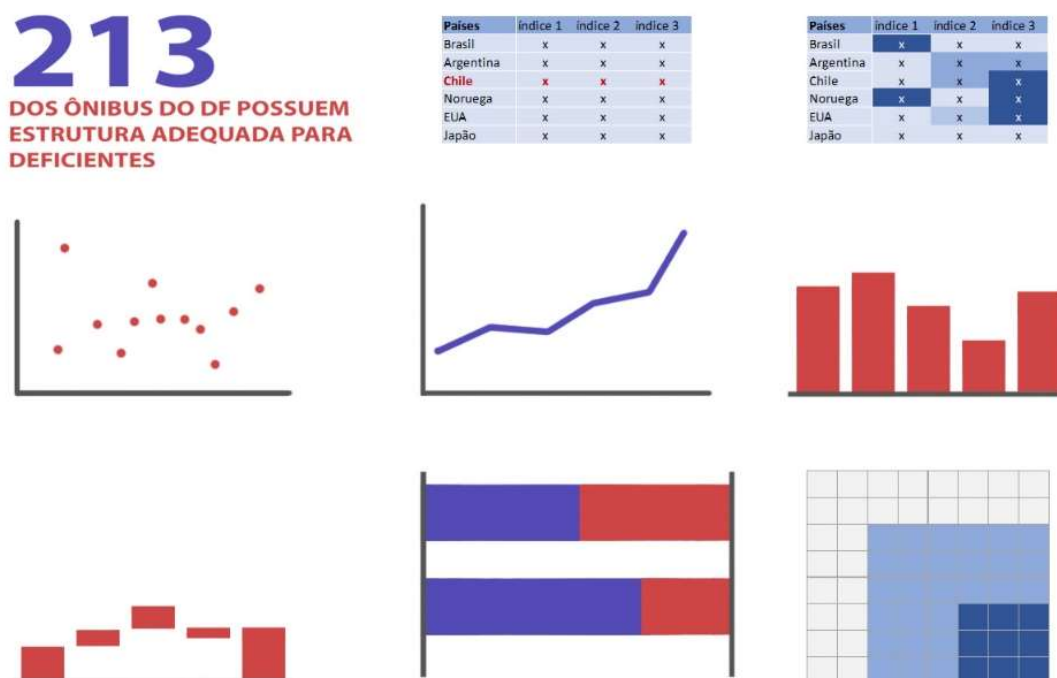 213
DOS ÔNIBUS DO DF POSSUEM
ESTRUTURA ADEQUADA PARA
DEFICIENTES
Países índice 1 índice 2 índice 3
Brasil x x x
Argentina x x x
Chile x x x
Noruega x x x
EUA x x x
Japão x x x
Países índice 1 índice 2 índice 3
Brasil x x x
Argentina x x x
Chile x x x
Noruega x x x
EUA x x x
Japão x x x